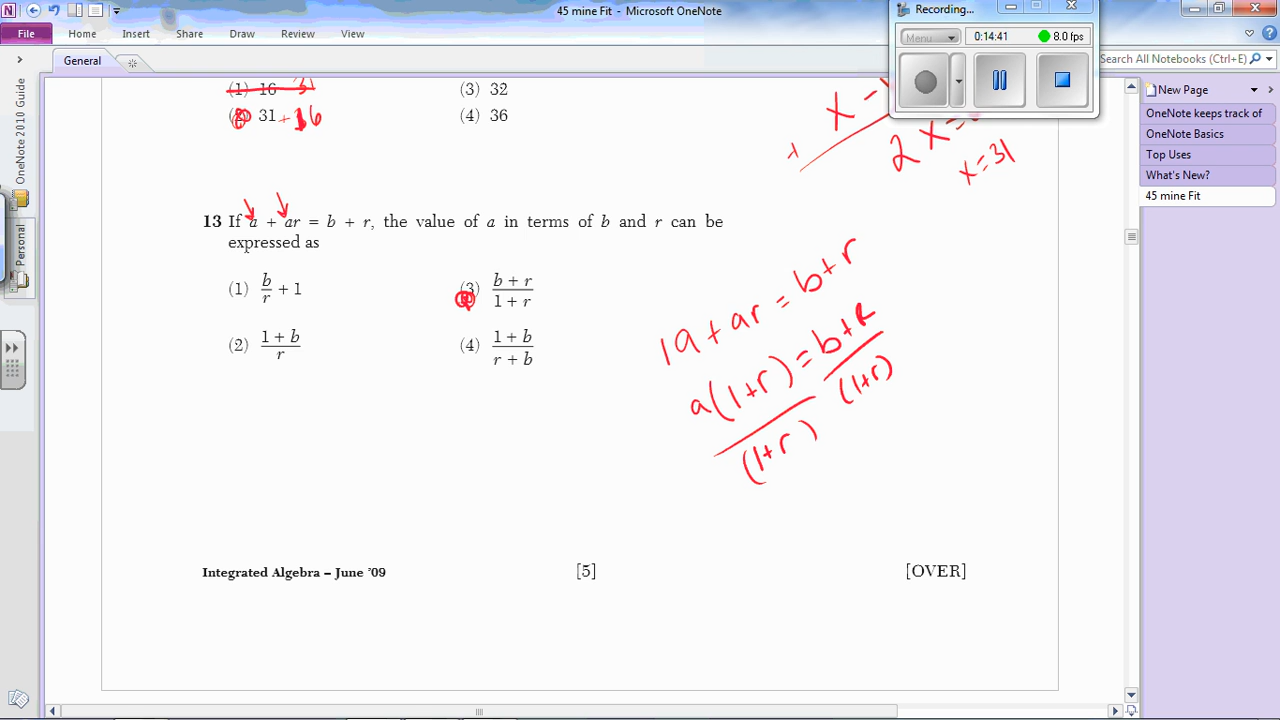 45 mine Fit - Microsoft OneNote
Recording...
File Home Insert Share Draw Review View
Menu 0:14:41 8.0 fps
General
Search All Notebooks (Ctrl+E)
New Page
OneNote keeps track of
OneNote Basics
Top Uses
What's New?
45 mine Fit
OneNote 2010 Guide
Personal
(1) 16 31
(3) 32
31 + 16
(4) 36
2x=
x=31
13 If a + ar = b + r, the value of a in terms of b and r can be
expressed as
(1) b/r + 1
(3) b + r/1 + r
(2) 1 + b/r
(4) 1 + b/r + b
1a + ar = b + r
a(1+r) = b+r
(1+r) (1+r)
Integrated Algebra – June '09 [5] [OVER]